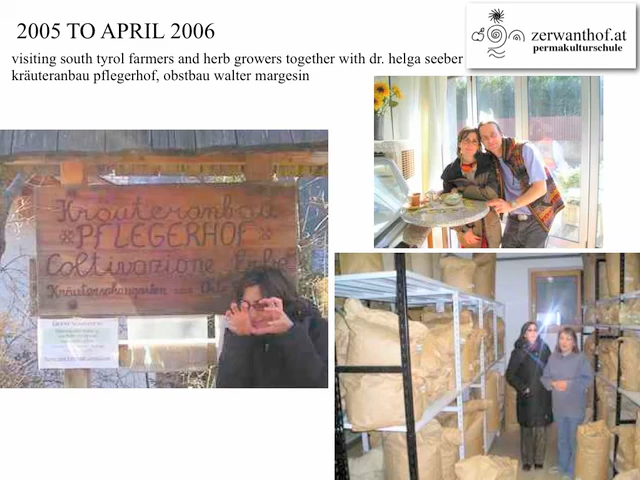 2005 TO APRIL 2006
visiting south tyrol farmers and herb growers together with dr. helga seeber
kräuteranbau pflegerhof, obstbau walter margesin
zerwanthof.at
permakulturschule
Kräuteranbau
PFLEGERHOF
Coltivazione Erbe
Kräuterschaugarten